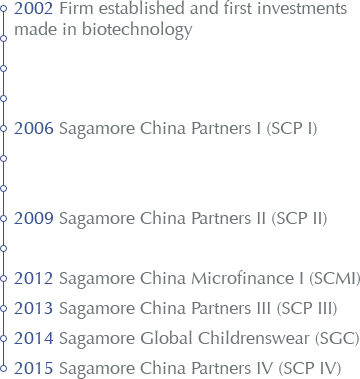 2002 Firm established and first investments
made in biotechnology
2006 Sagamore China Partners I (SCP I)
2009 Sagamore China Partners II (SCP II)
2012 Sagamore China Microfinance I (SCMI)
2013 Sagamore China Partners III (SCP III)
2014 Sagamore Global Childrenswear (SGC)
2015 Sagamore China Partners IV (SCP IV)